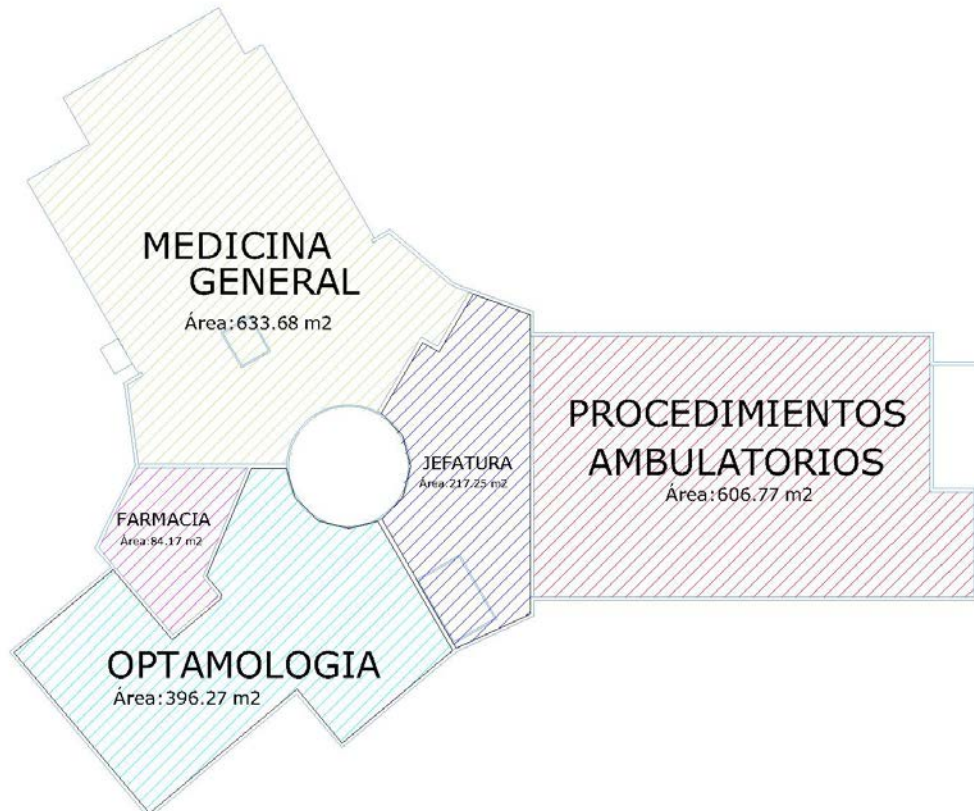 MEDICINA
GENERAL
Área:633.68 m2
PROCEDIMIENTOS
AMBULATORIOS
Área:606.77 m2
JEFATURA
Área:217.25 m2
FARMACIA
Área:84.17 m2
OPTAMOLOGIA
Área:396.27 m2